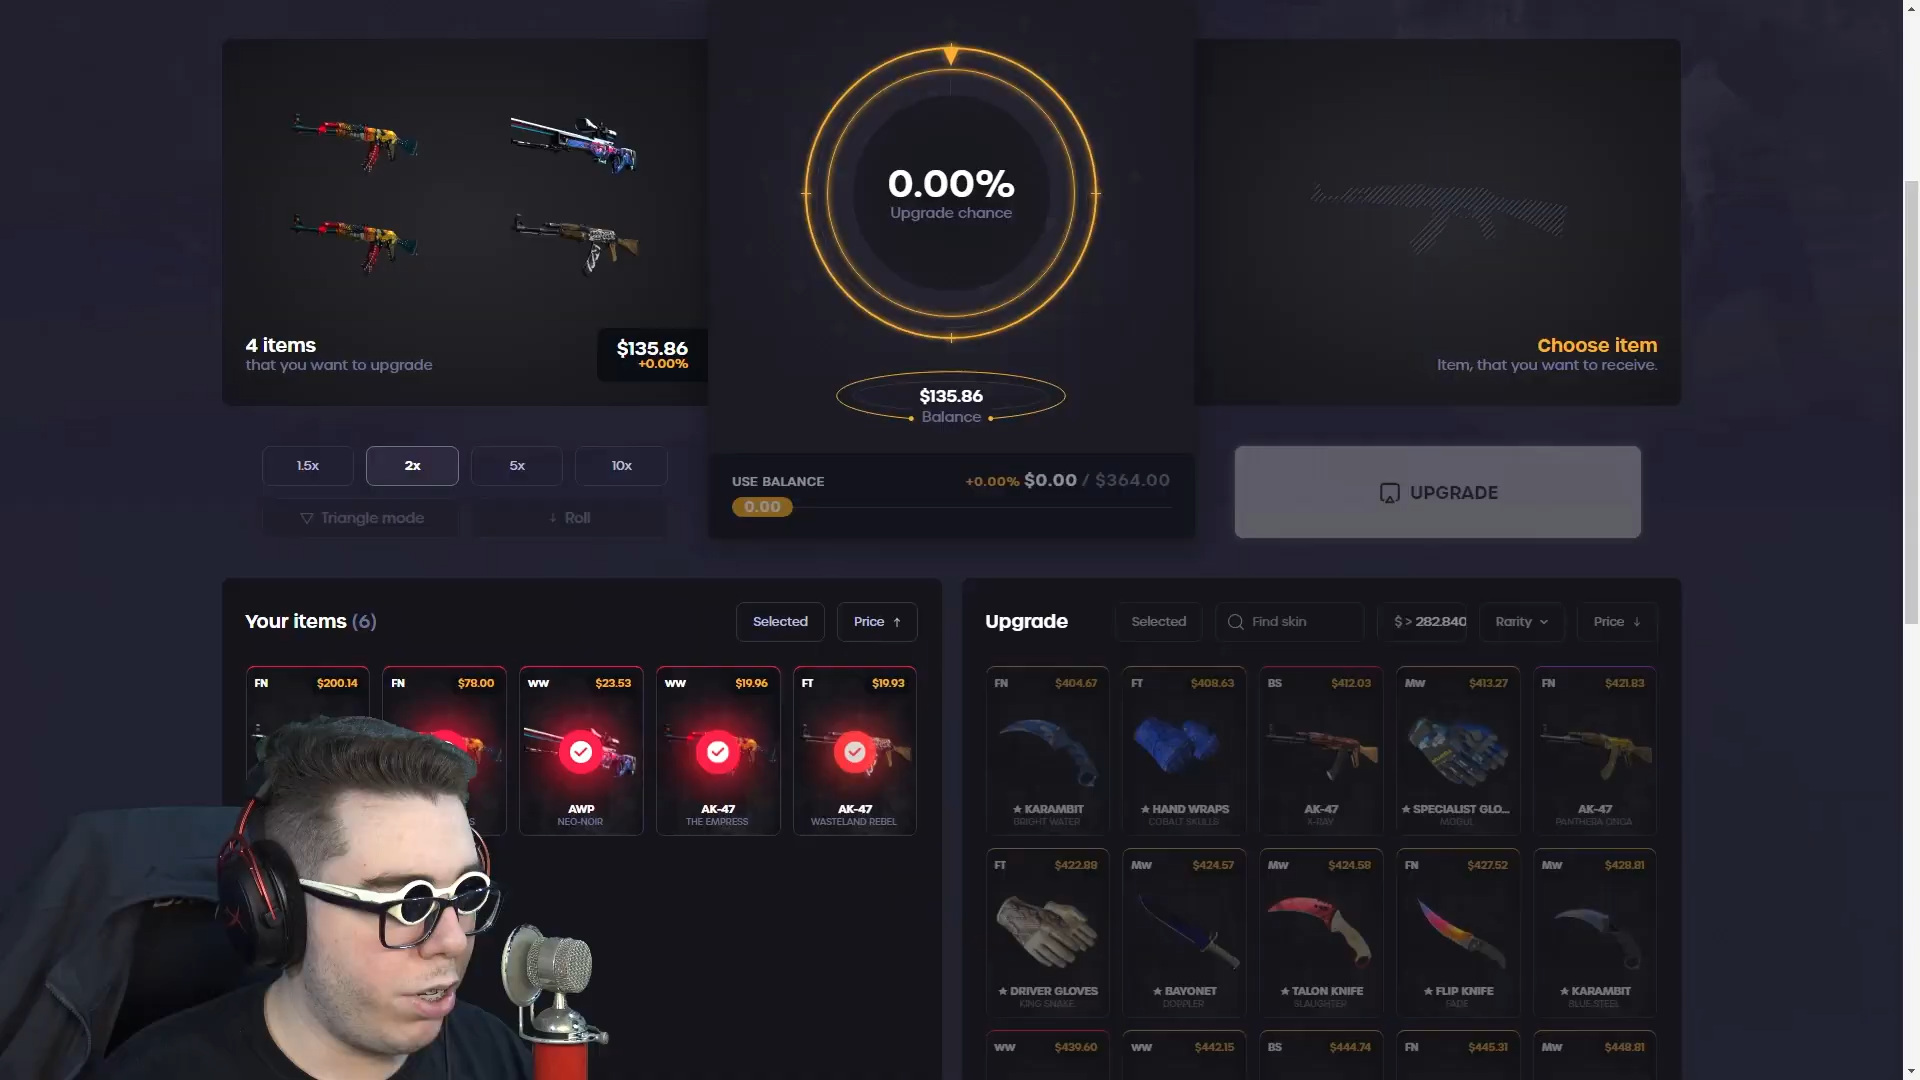 0.00%
Upgrade chance
4 items
that you want to upgrade
$135.86
+0.00%
Choose item
Item, that you want to receive.
$135.86
Balance
1.5x
2x
5x
10x
Triangle mode
Roll
USE BALANCE
+0.00% $0.00 / $364.00
0.00
UPGRADE
Your items (6)
Selected
Price
Upgrade
Selected
Find skin
$ > 282.840
Rarity
Price
FN $200.14
FN $78.00
WW $23.53
AWP
NEO-NOIR
WW $19.96
AK-47
THE EMPRESS
FT $19.93
AK-47
WASTELAND REBEL
FN $404.67
★ KARAMBIT
BRIGHT WATER
FT $408.63
★ HAND WRAPS
COBALT SKULLS
BS $412.03
AK-47
X-RAY
MW $413.27
★ SPECIALIST GLO...
MOGUL
FN $421.83
AK-47
PANTHERA ONCA
FT $422.88
★ DRIVER GLOVES
KING SNAKE
MW $424.57
★ BAYONET
DOPPLER
MW $424.58
★ TALON KNIFE
SLAUGHTER
FN $427.52
★ FLIP KNIFE
FADE
MW $428.81
★ KARAMBIT
BLUE STEEL
WW $439.60
WW $442.15
BS $444.74
FN $445.31
MW $448.81